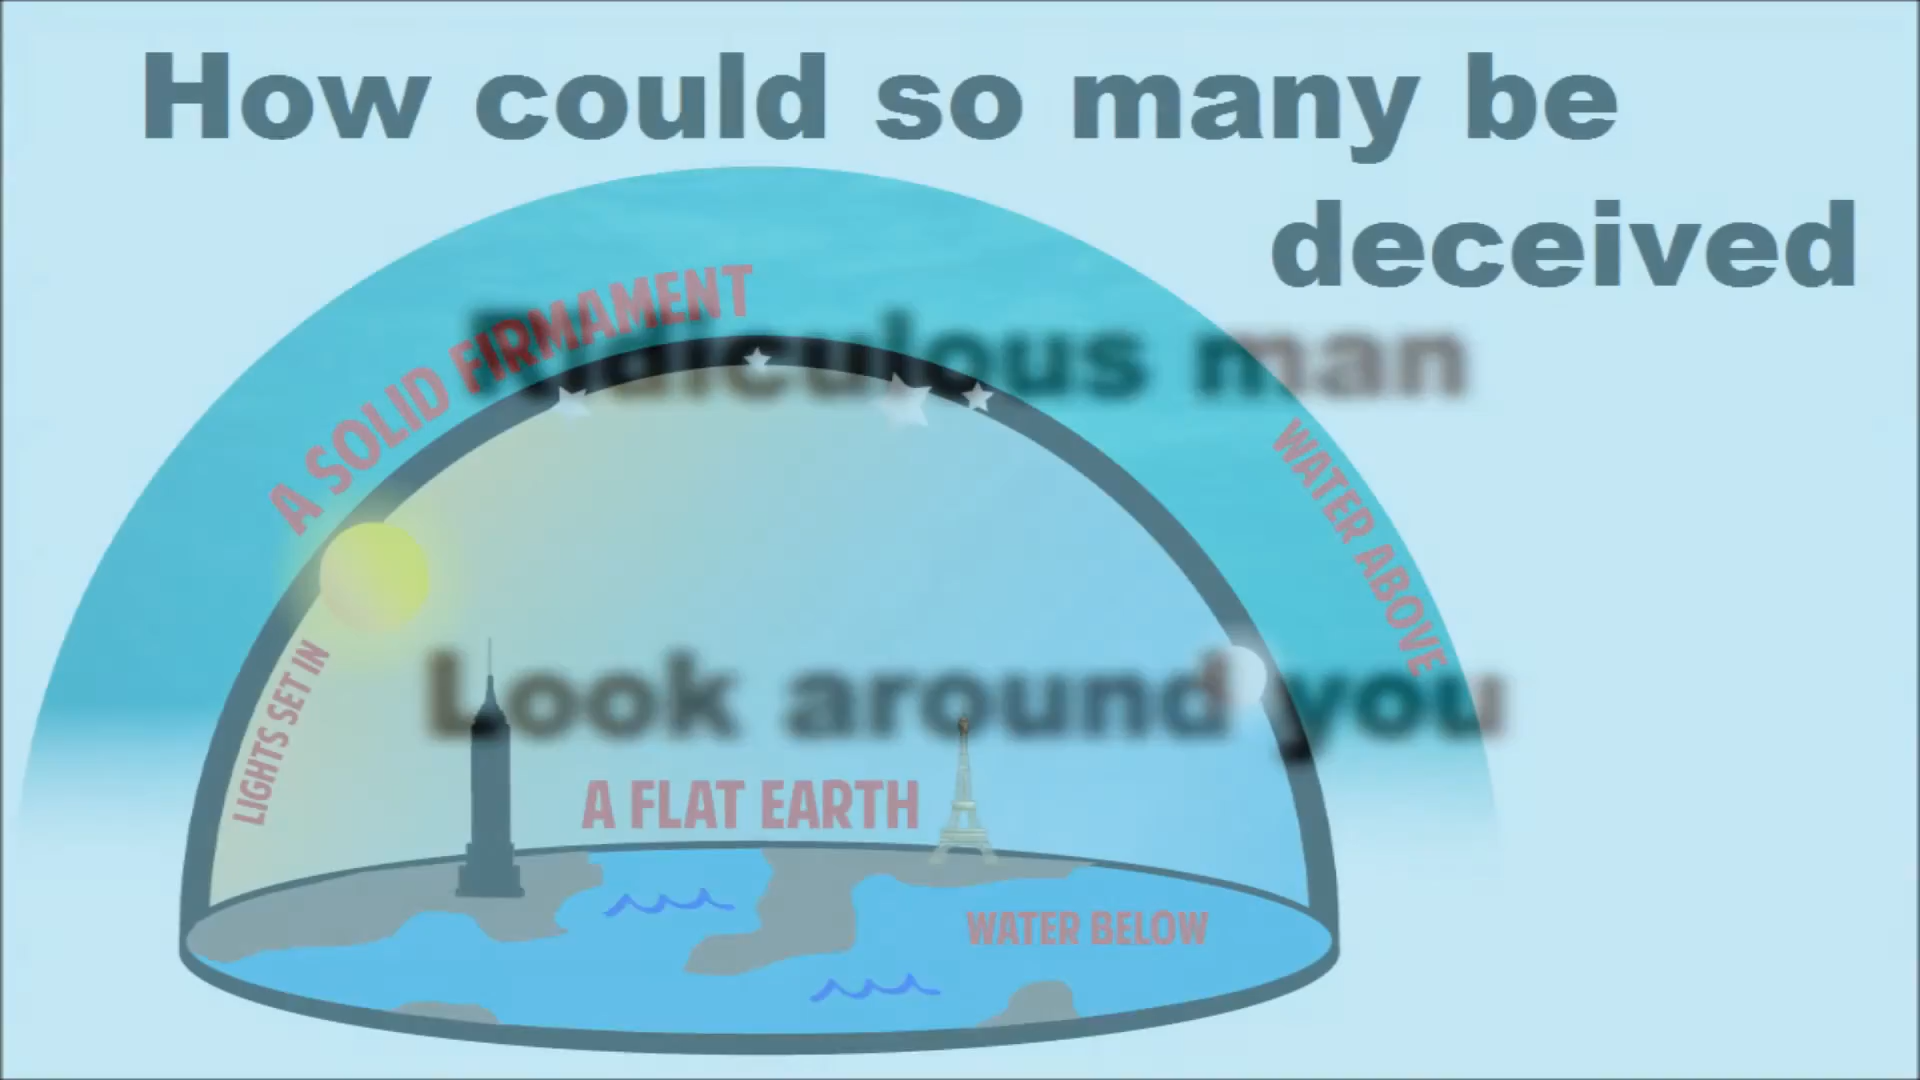 How could so many be
deceived
A SOLID FIRMAMENT
Ridiculous man
WATER ABOVE
LIGHTS SET IN
Look around you
A FLAT EARTH
WATER BELOW